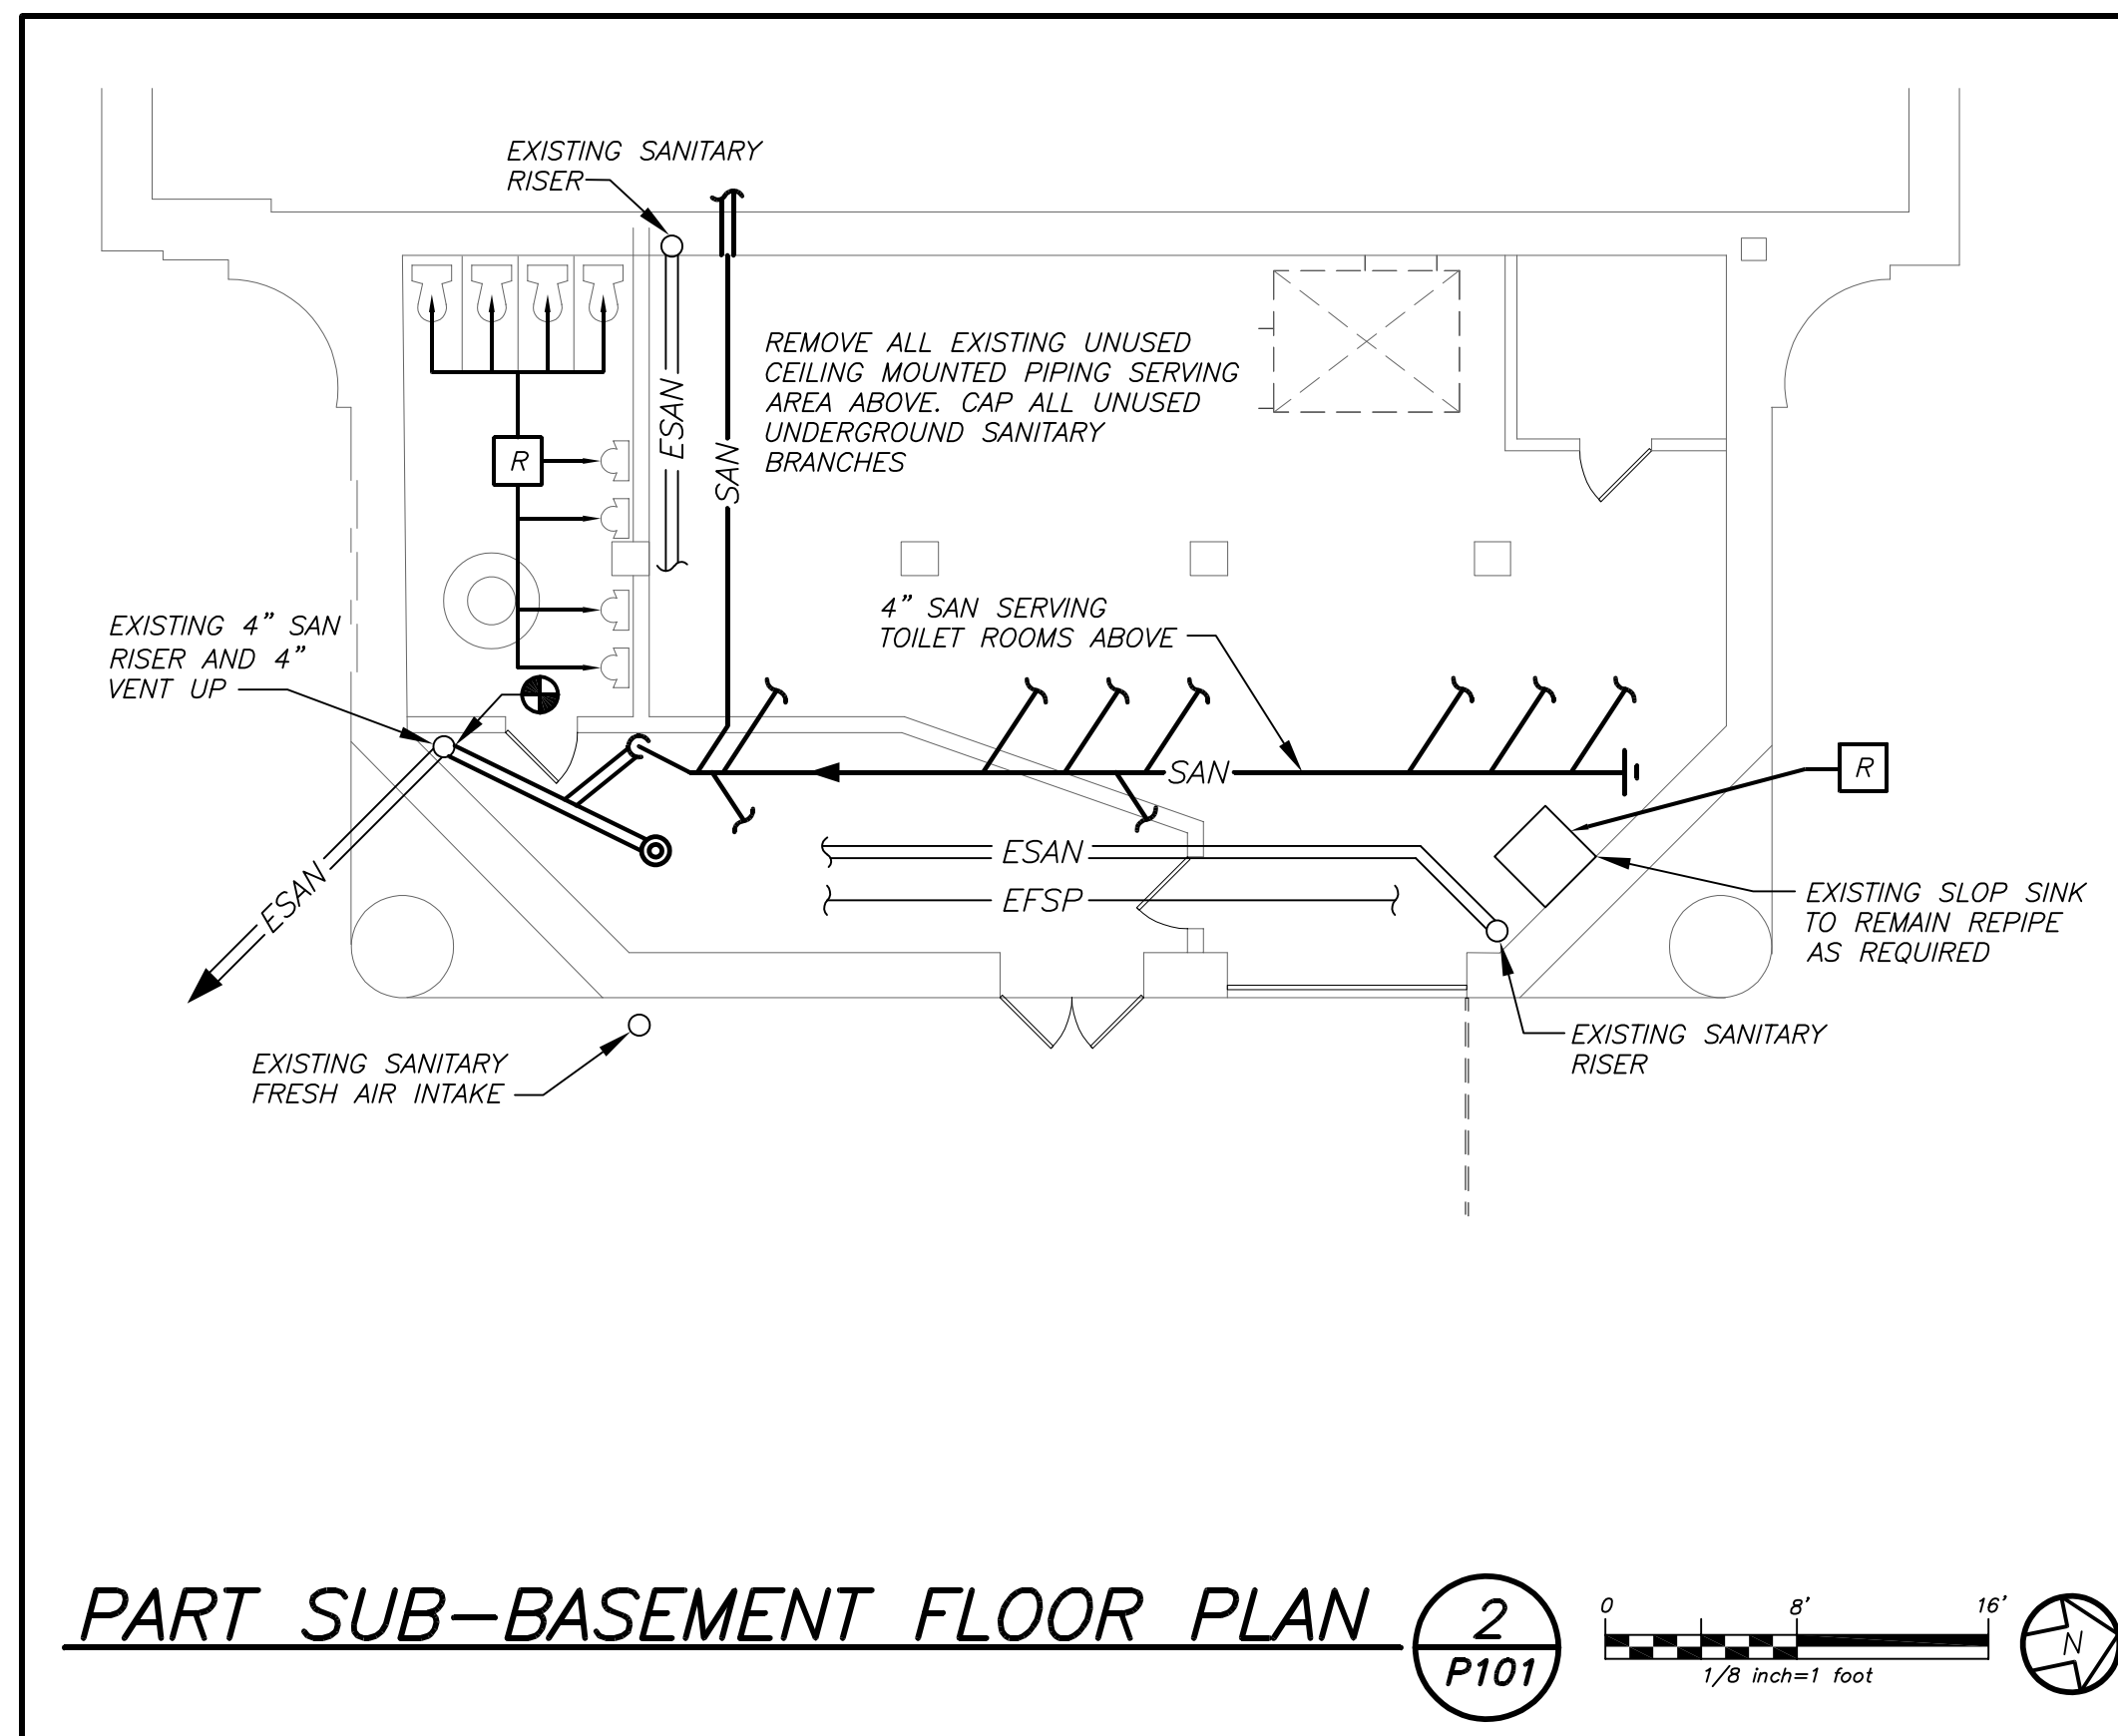 EXISTING SANITARY
RISER
REMOVE ALL EXISTING UNUSED
CEILING MOUNTED PIPING SERVING
AREA ABOVE. CAP ALL UNUSED
UNDERGROUND SANITARY
BRANCHES
ESAN
SAN
R
4" SAN SERVING
TOILET ROOMS ABOVE
EXISTING 4" SAN
RISER AND 4"
VENT UP
SAN
R
ESAN
EFSP
ESAN
EXISTING SLOP SINK
TO REMAIN REPIPE
AS REQUIRED
EXISTING SANITARY
RISER
EXISTING SANITARY
FRESH AIR INTAKE
PART SUB-BASEMENT FLOOR PLAN
2
P101
0 8' 16'
1/8 inch=1 foot
N